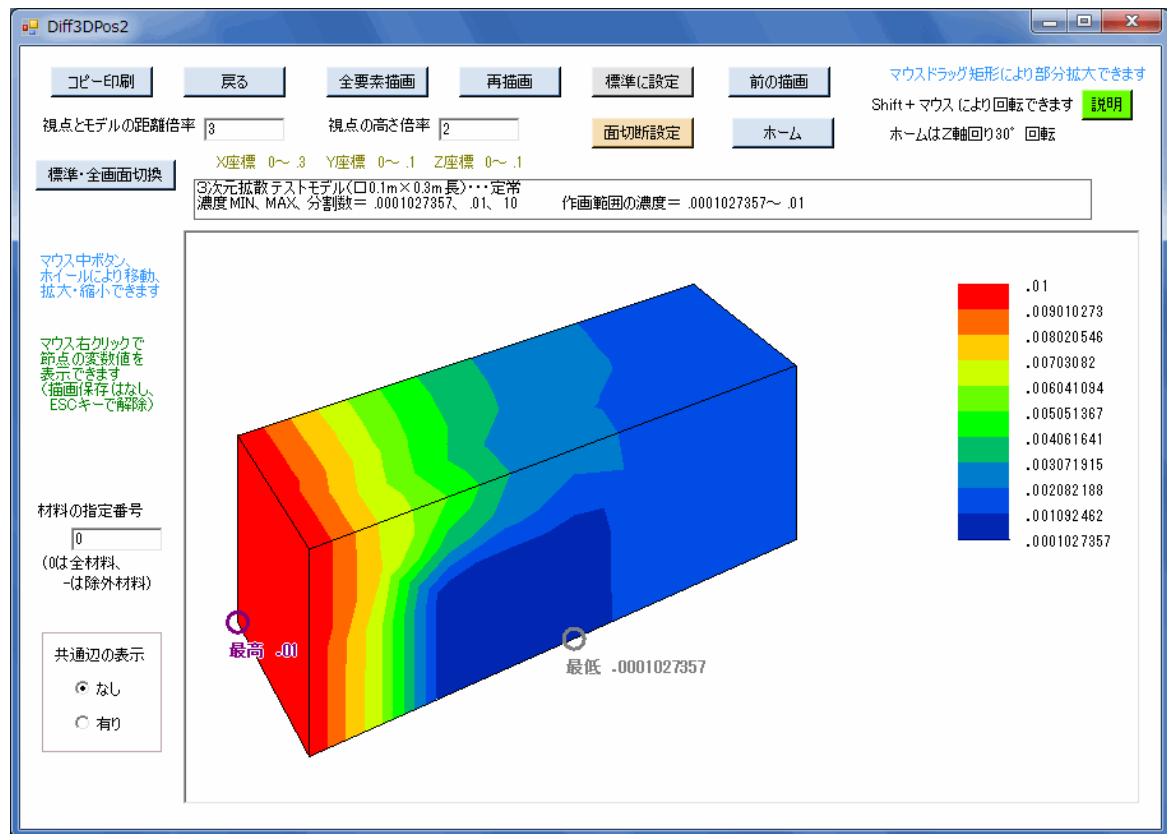 Diff3DPos2
コピー印刷
戻る
全要素描画
再描画
標準に設定
前の描画
マウスドラッグ矩形により部分拡大できます
Shift+マウスにより回転できます
説明
視点とモデルの距離倍率
3
視点の高さ倍率
2
面切断設定
ホーム
ホームはZ軸回り30° 回転
標準・全画面切換
X座標 0～ .3 Y座標 0～ .1 Z座標 0～ .1
3次元拡散テストモデル(口0.1m×0.3m長)・・・定常
濃度MIN、MAX、分割数= .0001027357、 .01、 10 作画範囲の濃度= .0001027357～ .01
マウス中ボタン、
ホイールにより移動、
拡大・縮小できます
マウス右クリックで
節点の変数値を
表示できます
(描画保存はなし、
ESCキーで解除)
材料の指定番号
0
(0は全材料、
-は除外材料)
共通辺の表示
なし
有り
最高 .01
最低 .0001027357
.01
.009010273
.008020546
.00703082
.006041094
.005051367
.004061641
.003071915
.002082188
.001092462
.0001027357